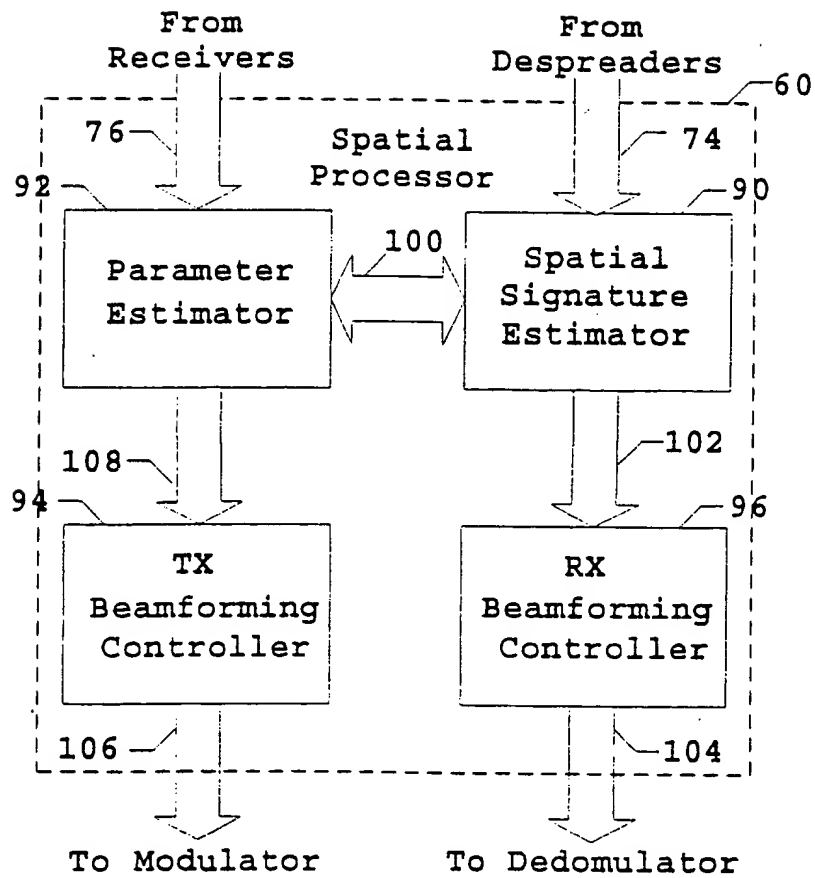 From
Receivers
From
Despreaders
60
76
Spatial
Processor
74
92
90
100
Parameter
Estimator
Spatial
Signature
Estimator
108
102
94
96
TX
Beamforming
Controller
RX
Beamforming
Controller
106
104
To Modulator
To Dedomulator